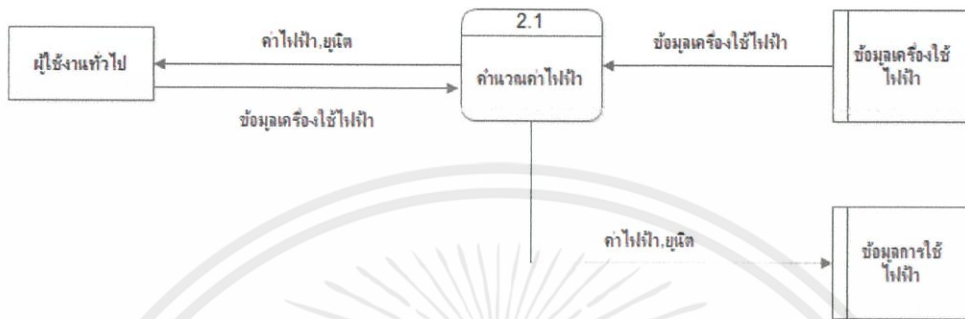 2.1
ค่าไฟฟ้า,ยูนิต
ข้อมูลเครื่องใช้ไฟฟ้า
ผู้ใช้งานทั่วไป
คำนวณค่าไฟฟ้า
ข้อมูลเครื่องใช้
ไฟฟ้า
ข้อมูลเครื่องใช้ไฟฟ้า
ค่าไฟฟ้า,ยูนิต
ข้อมูลการใช้
ไฟฟ้า